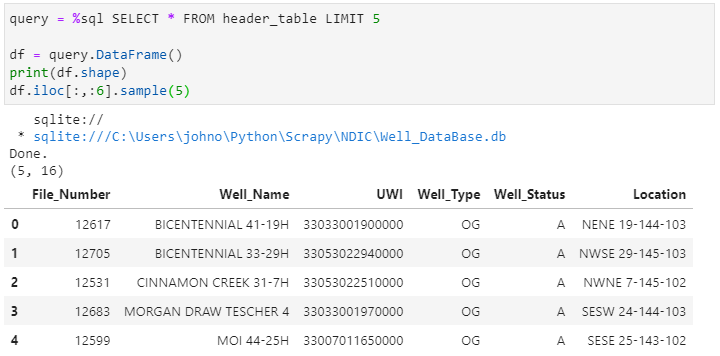 query = %sql SELECT * FROM header_table LIMIT 5
df = query.DataFrame()
print(df.shape)
df.iloc[:,:6].sample(5)
sqlite://
* sqlite:///C:\Users\johno\Python\Scrapy\NDIC\Well_DataBase.db
Done.
(5, 16)
File_Number Well_Name UWI Well_Type Well_Status Location
0 12617 BICENTENNIAL 41-19H 33033001900000 OG A NENE 19-144-103
1 12705 BICENTENNIAL 33-29H 33053022940000 OG A NWSE 29-145-103
2 12531 CINNAMON CREEK 31-7H 33053022510000 OG A NWNE 7-145-102
3 12683 MORGAN DRAW TESCHER 4 33033001970000 OG A SESW 24-144-103
4 12599 MOI 44-25H 33007011650000 OG A SESE 25-143-102